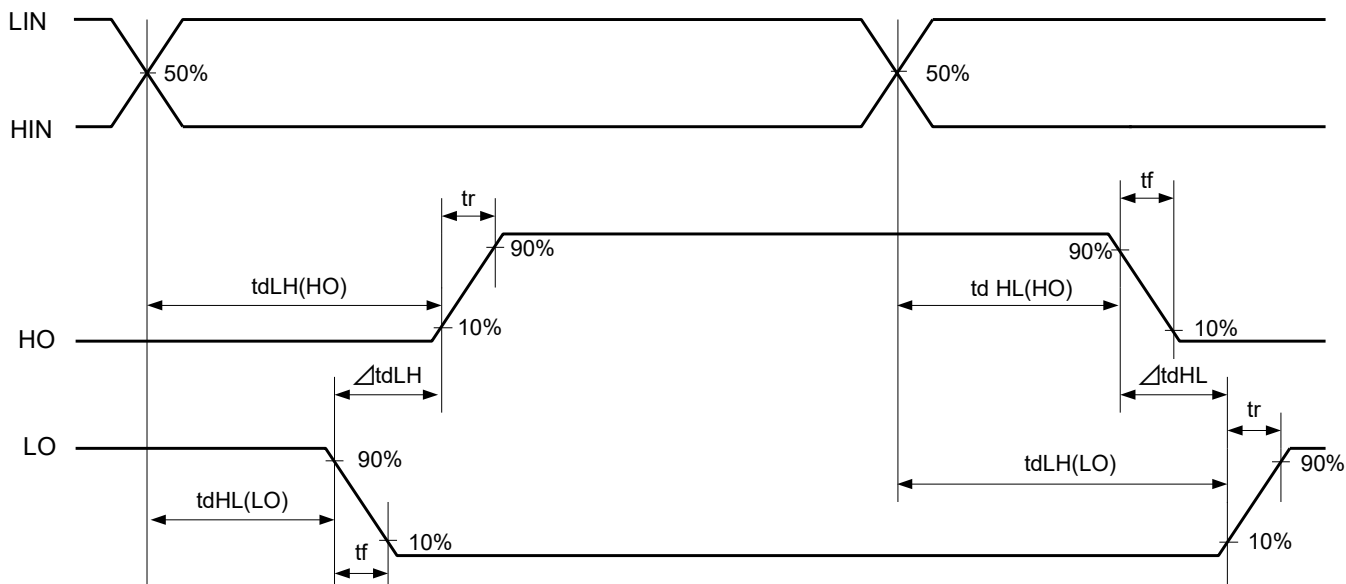 LIN
50%
50%
HIN
tr
tf
90%
90%
tdLH(HO)
td HL(HO)
10%
10%
HO
⊿tdLH
⊿tdHL
tr
LO
90%
tdLH(LO)
90%
tdHL(LO)
10%
10%
tf